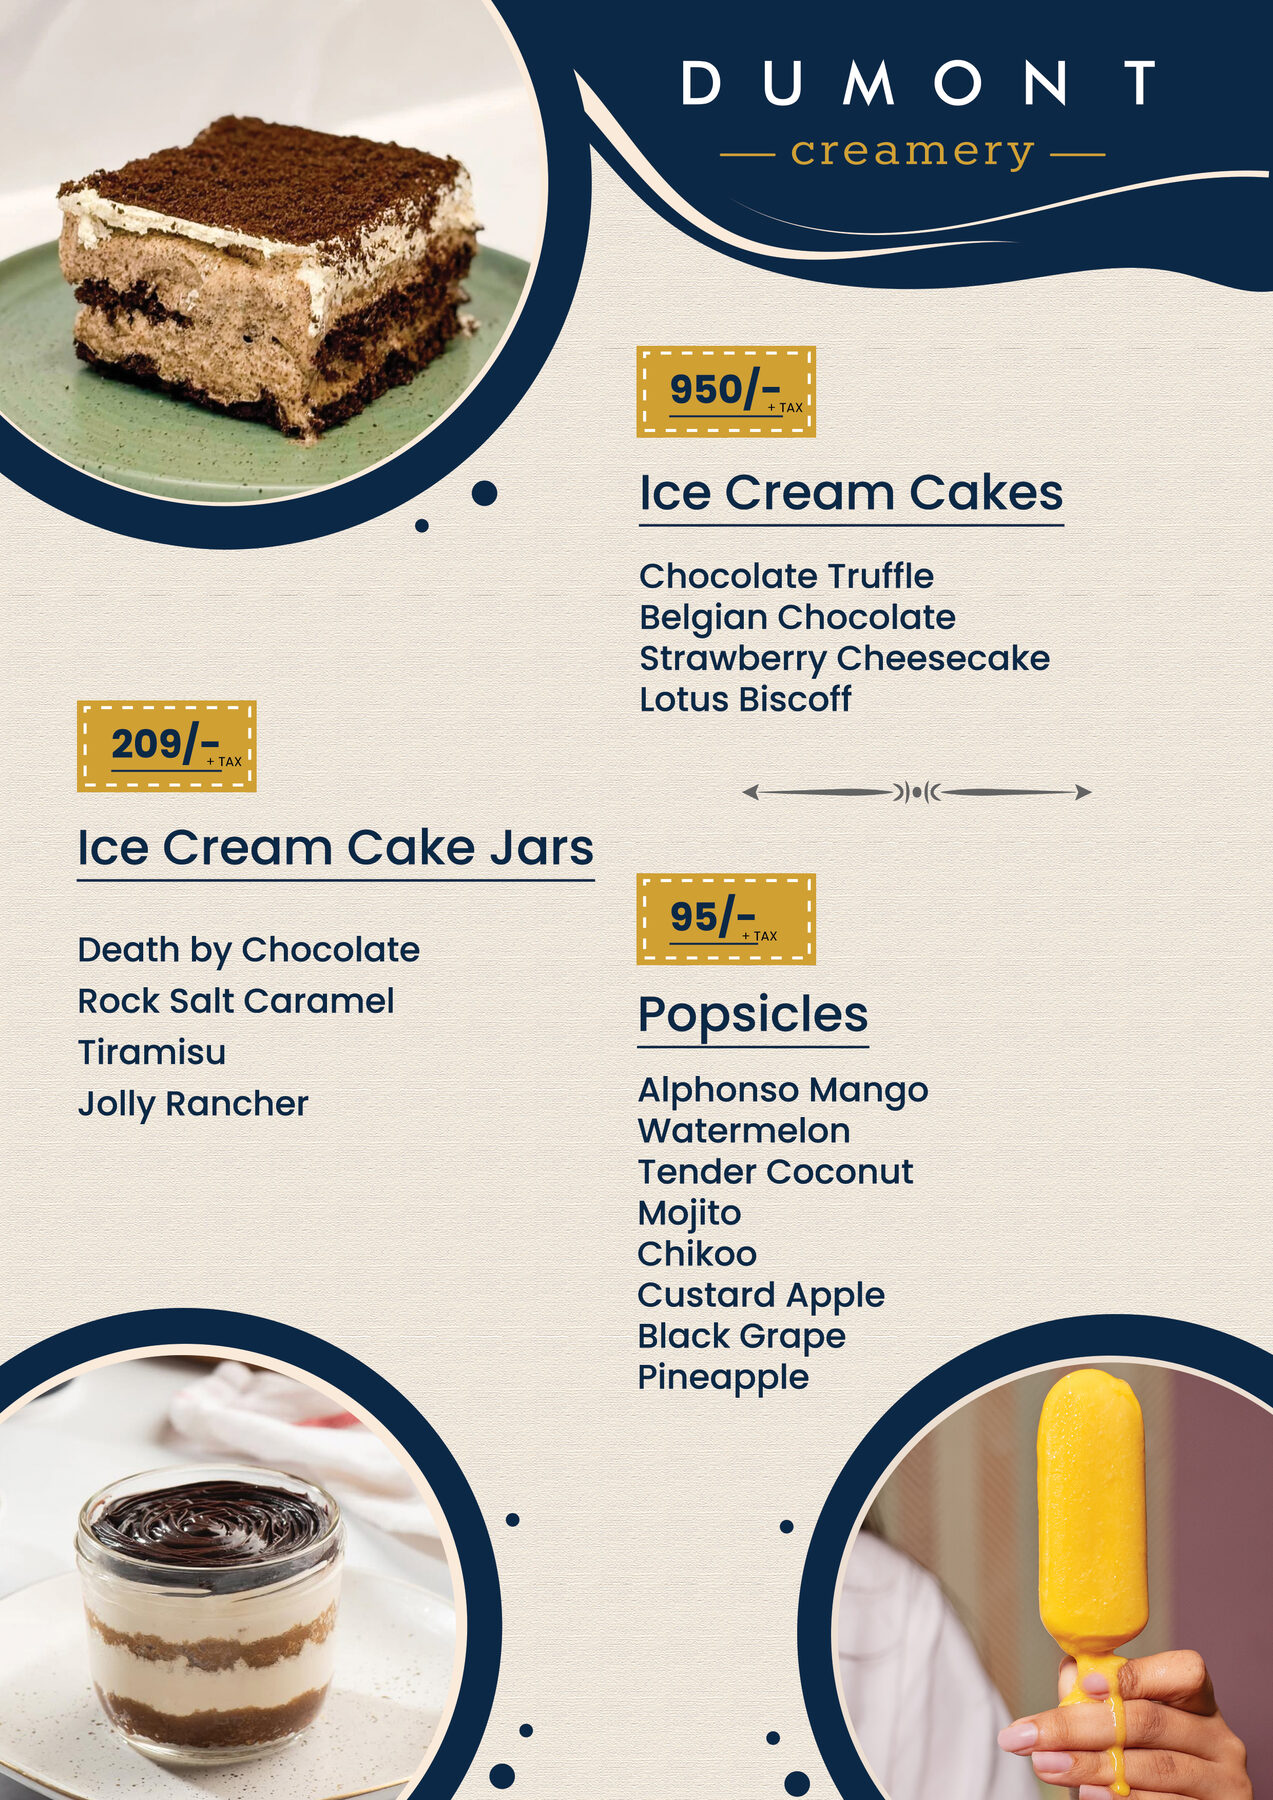 DUMONT
creamery
950/-
+ TAX
Ice Cream Cakes
Chocolate Truffle
Belgian Chocolate
Strawberry Cheesecake
Lotus Biscoff
209/-
+ TAX
Ice Cream Cake Jars
Death by Chocolate
Rock Salt Caramel
Tiramisu
Jolly Rancher
95/-
+ TAX
Popsicles
Alphonso Mango
Watermelon
Tender Coconut
Mojito
Chikoo
Custard Apple
Black Grape
Pineapple